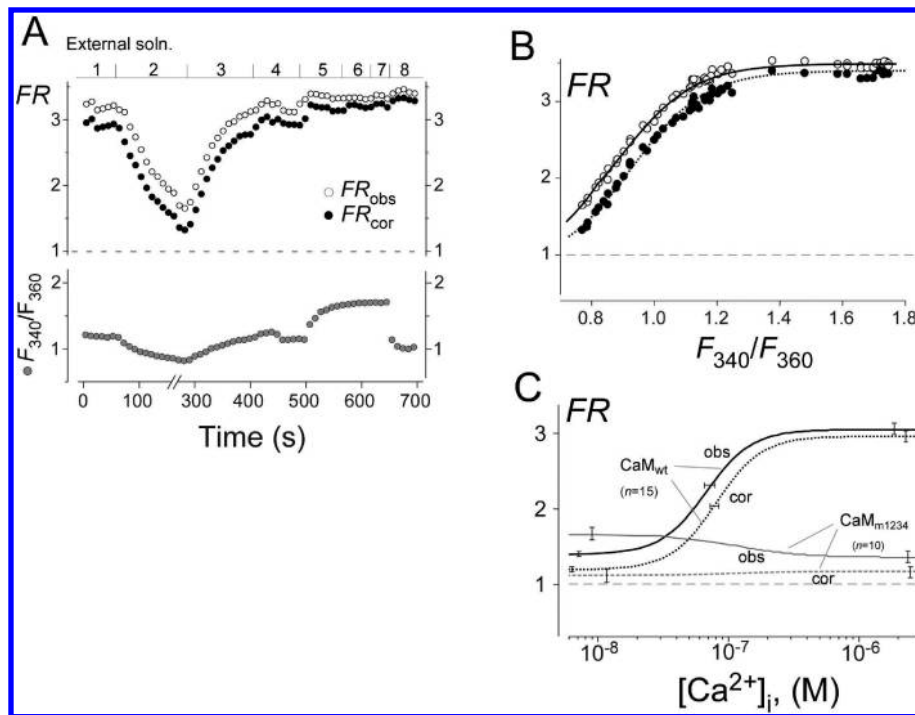 A
External soln.
1 2 3 4 5 6 7 8
FR
3 3
2 2
1 1
FRobs
FRcor
2 2
1 1
F340/F360
0 100 200 300 400 500 600 700
Time (s)
B
FR
3
2
1
0.8 1.0 1.2 1.4 1.6 1.8
F340/F360
C
FR
3
2
1
obs
CaMwt
(n=15)
cor
CaMm1234
(n=10)
obs
cor
10-8 10-7 10-6
[Ca2+]i, (M)